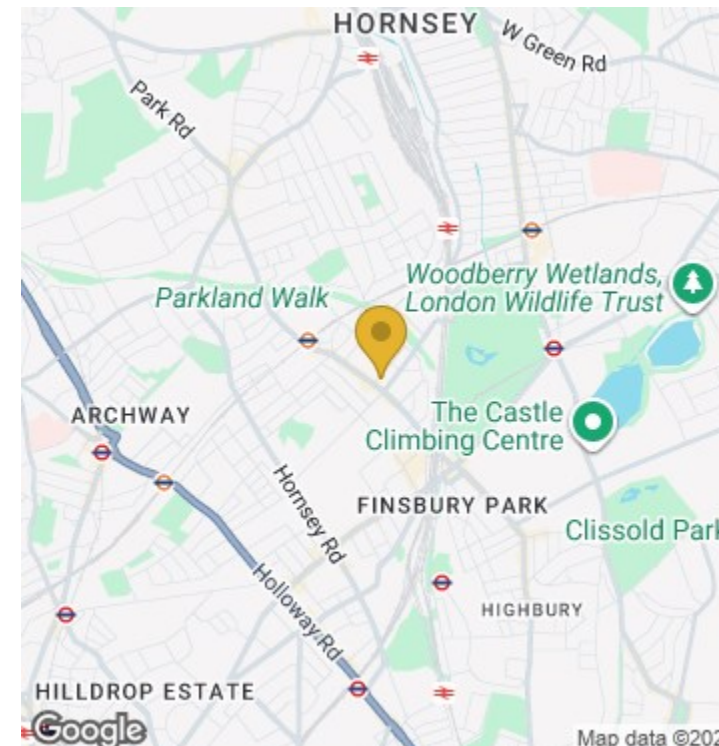 HORNSEY
W Green Rd
Park Rd
Woodberry Wetlands,
London Wildlife Trust
Parkland Walk
ARCHWAY
The Castle
Climbing Centre
Hornsey Rd
FINSBURY PARK
Clissold Park
Holloway Rd
HIGHBURY
HILLDROP ESTATE
Google
Map data ©202